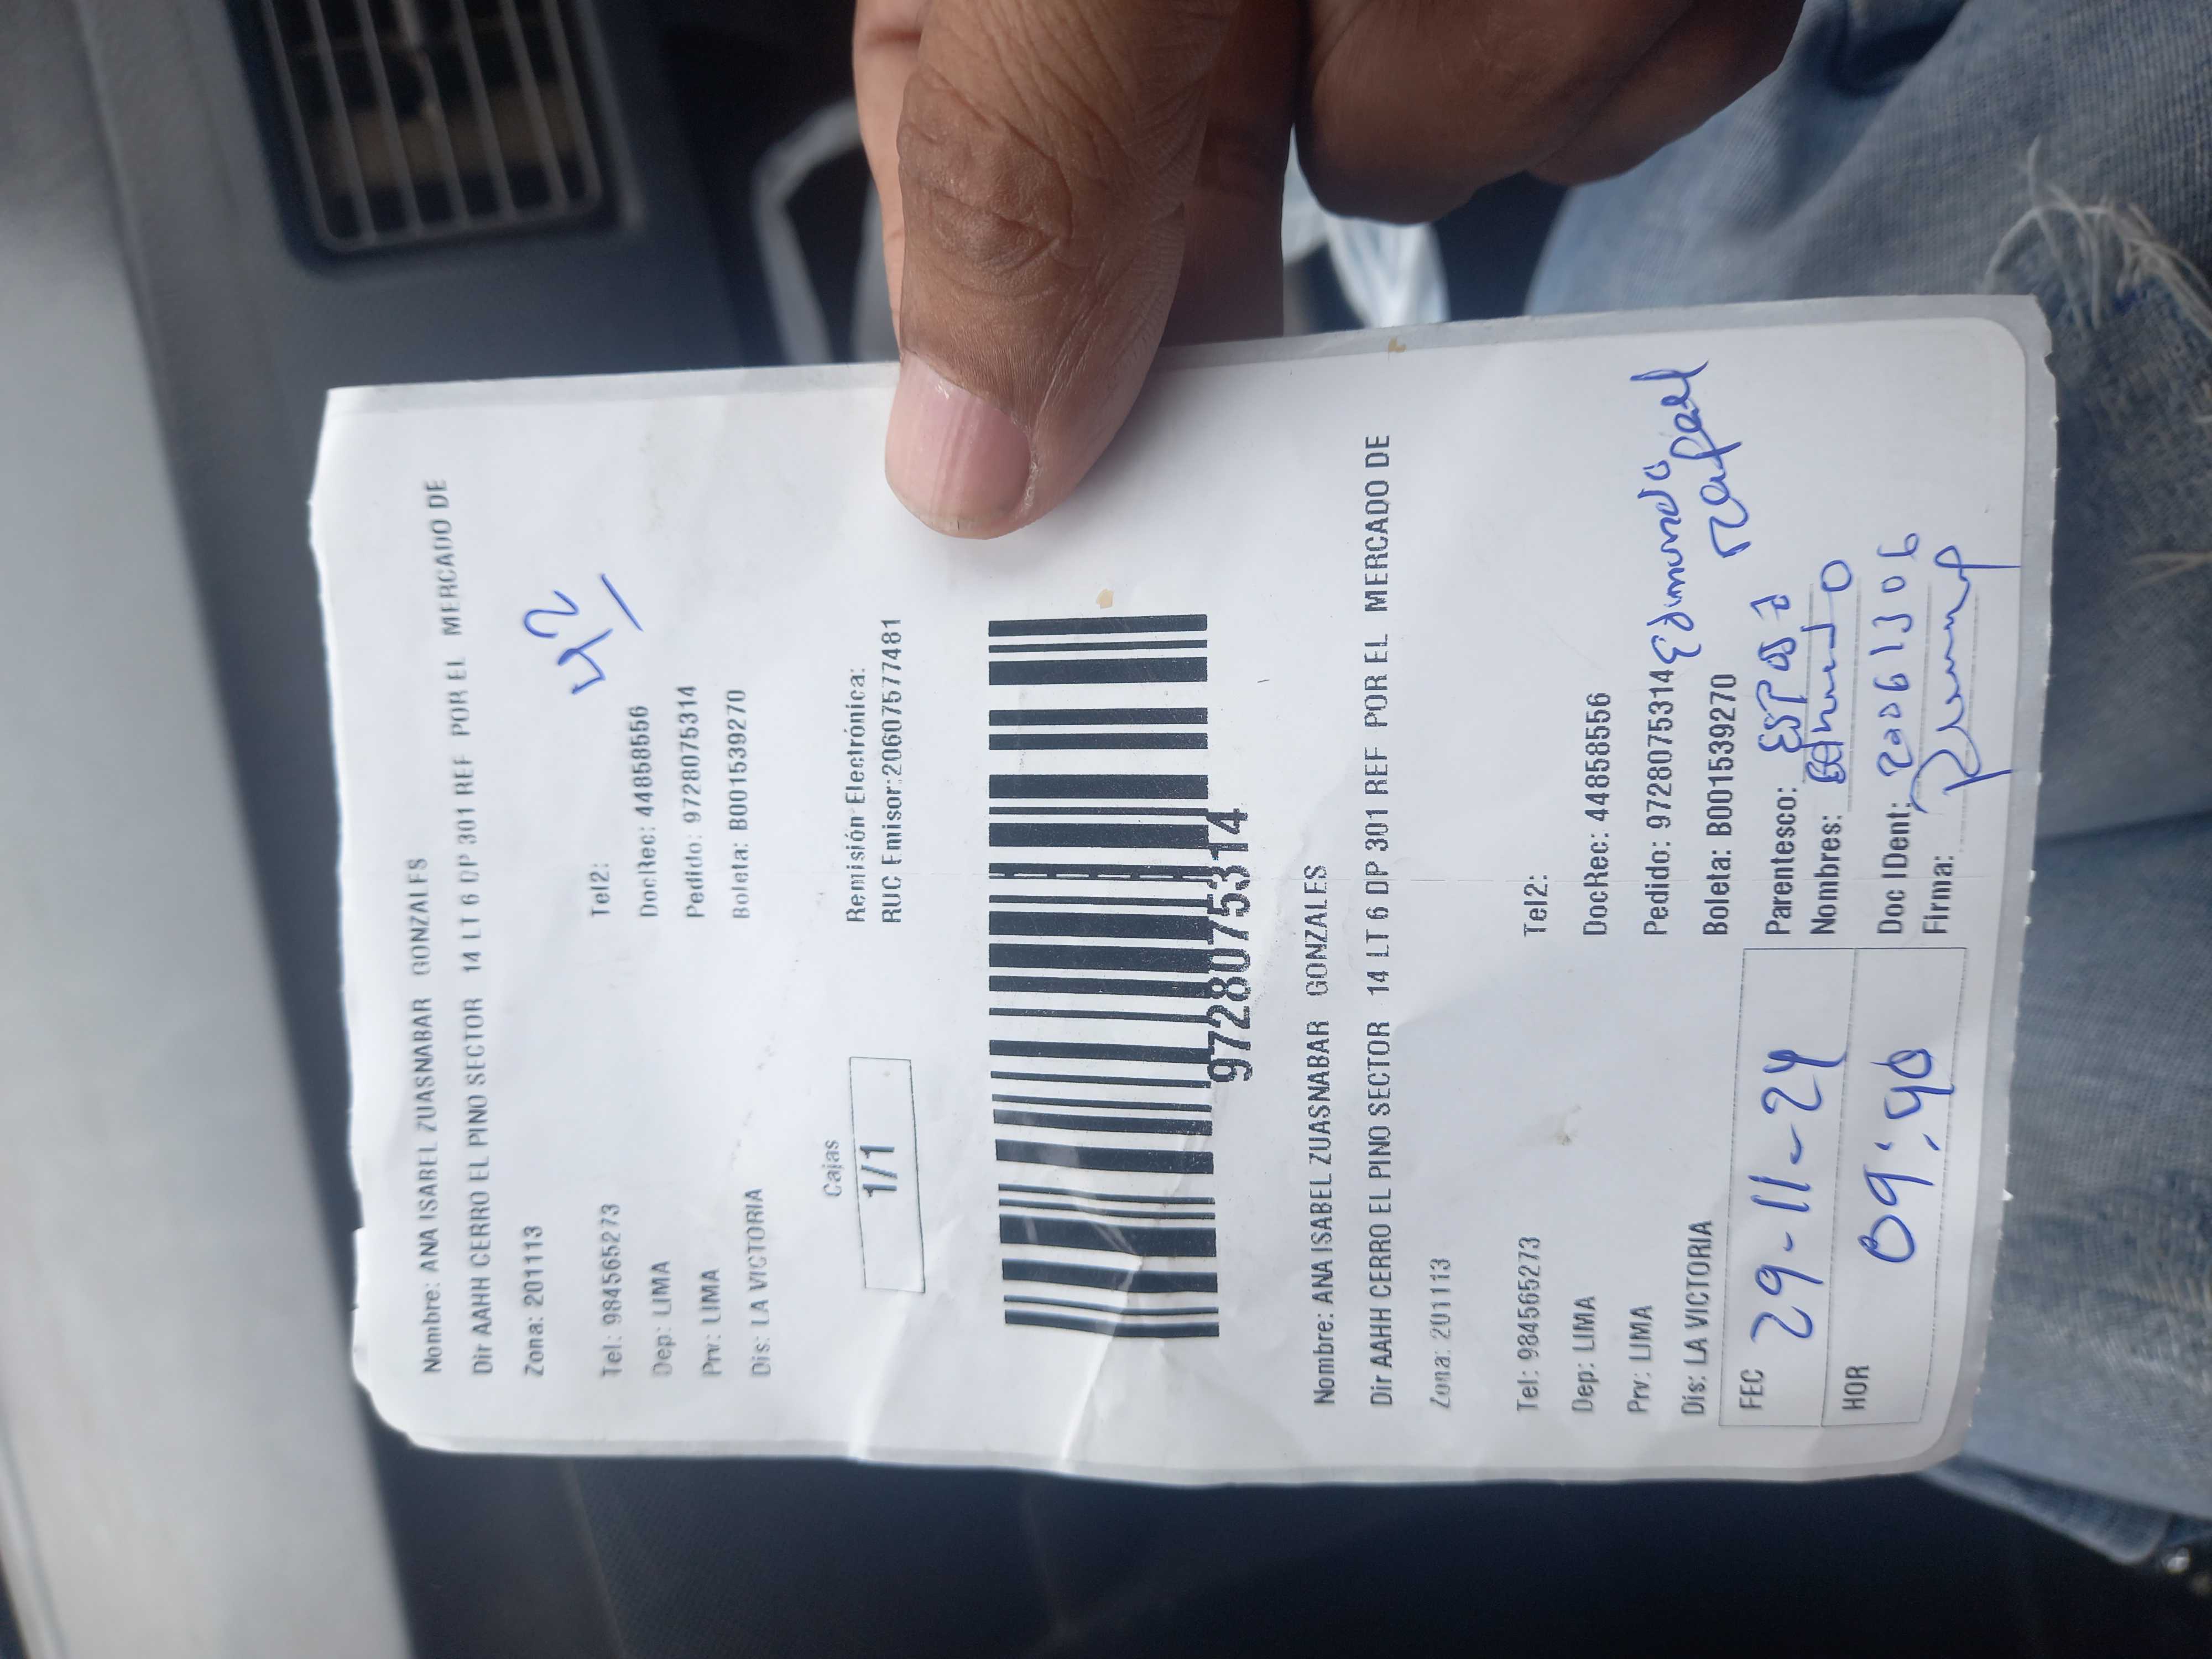 Nombre: ANA ISABEL ZUASNABAR GONZALES
Dir AAHH CERRO EL PINO SECTOR 14 LT 6 DP 301 REF POR EL MERCADO DE
Zona: 201113
42
Tel: 984565273 Tel2:
Dep: LIMA DocRec: 44858556
Prv: LIMA Pedido: 972807531​4
Dis: LA VICTORIA Boleta: B001539270
Cajas Remisión Electrónica:
1/1 RUC Emisor:20607577481
9728075314
Nombre: ANA ISABEL ZUASNABAR GONZALES
Dir AAHH CERRO EL PINO SECTOR 14 LT 6 DP 301 REF POR EL MERCADO DE
Zona: 201113
Tel: 984565273 Tel2:
Dep: LIMA DocRec: 44858556
Prv: LIMA Pedido: 9728075314 Edmundo
Rafael
Dis: LA VICTORIA Boleta: B001539270
FEC 29-11-24 Parentesco: ESPOSO
Nombres:
HOR 09:40 Doc IDent: 20061306
Firma: